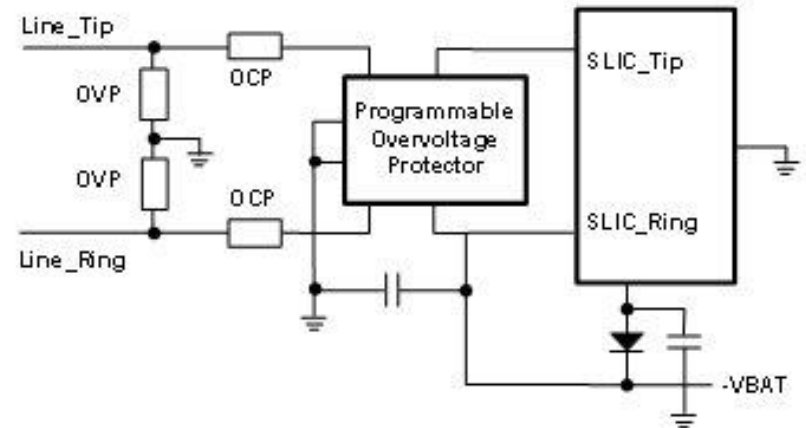 Line_Tip
OCP
OVP
SLIC_Tip
Programmable
Overvoltage
Protector
OVP
OCP
SLIC_Ring
Line_Ring
-VBAT